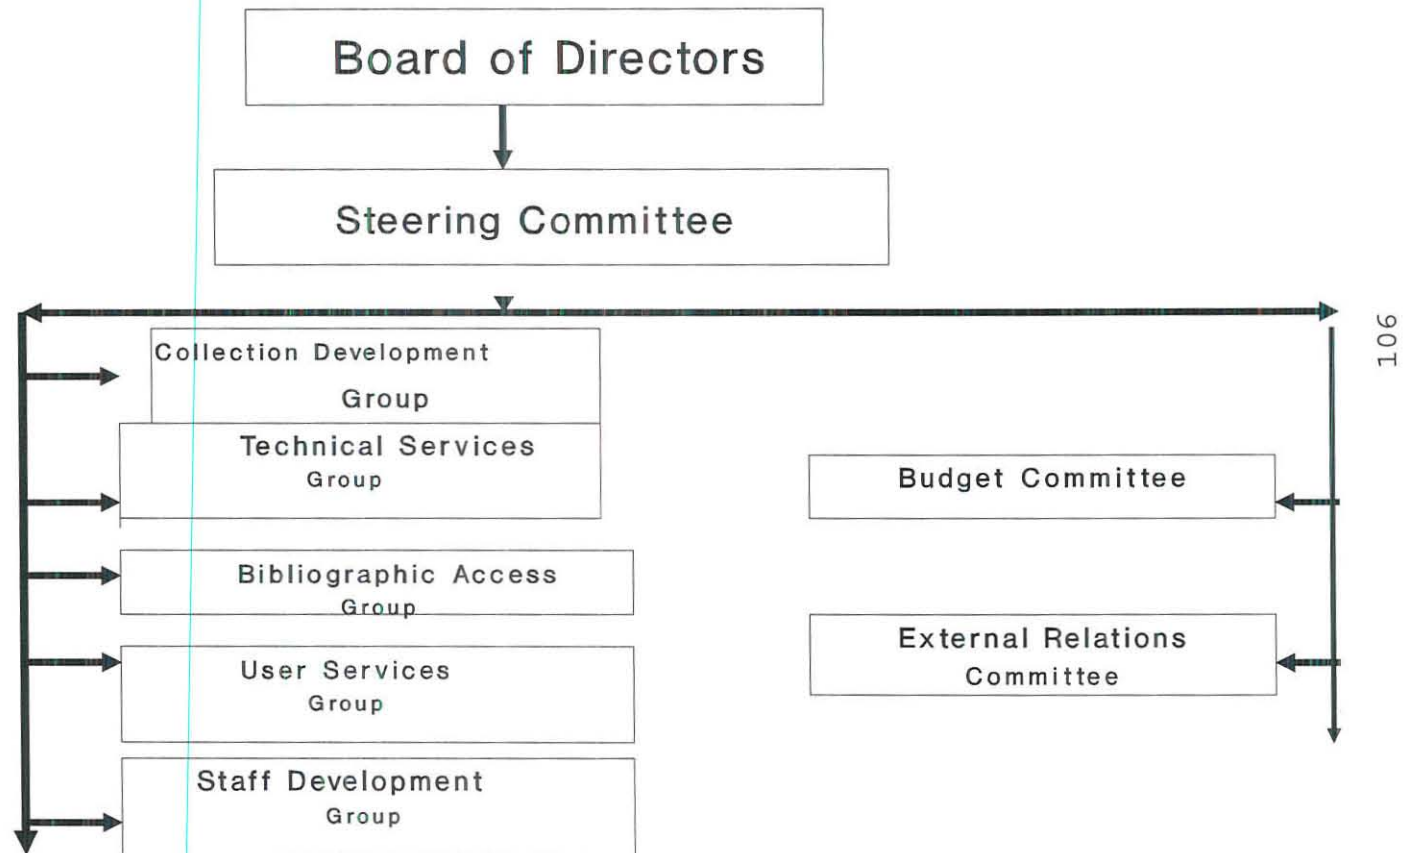 Board of Directors
Steering Committee
Collection Development
Group
Technical Services
Group
Bibliographic Access
Group
User Services
Group
Staff Development
Group
Budget Committee
External Relations
Committee
106